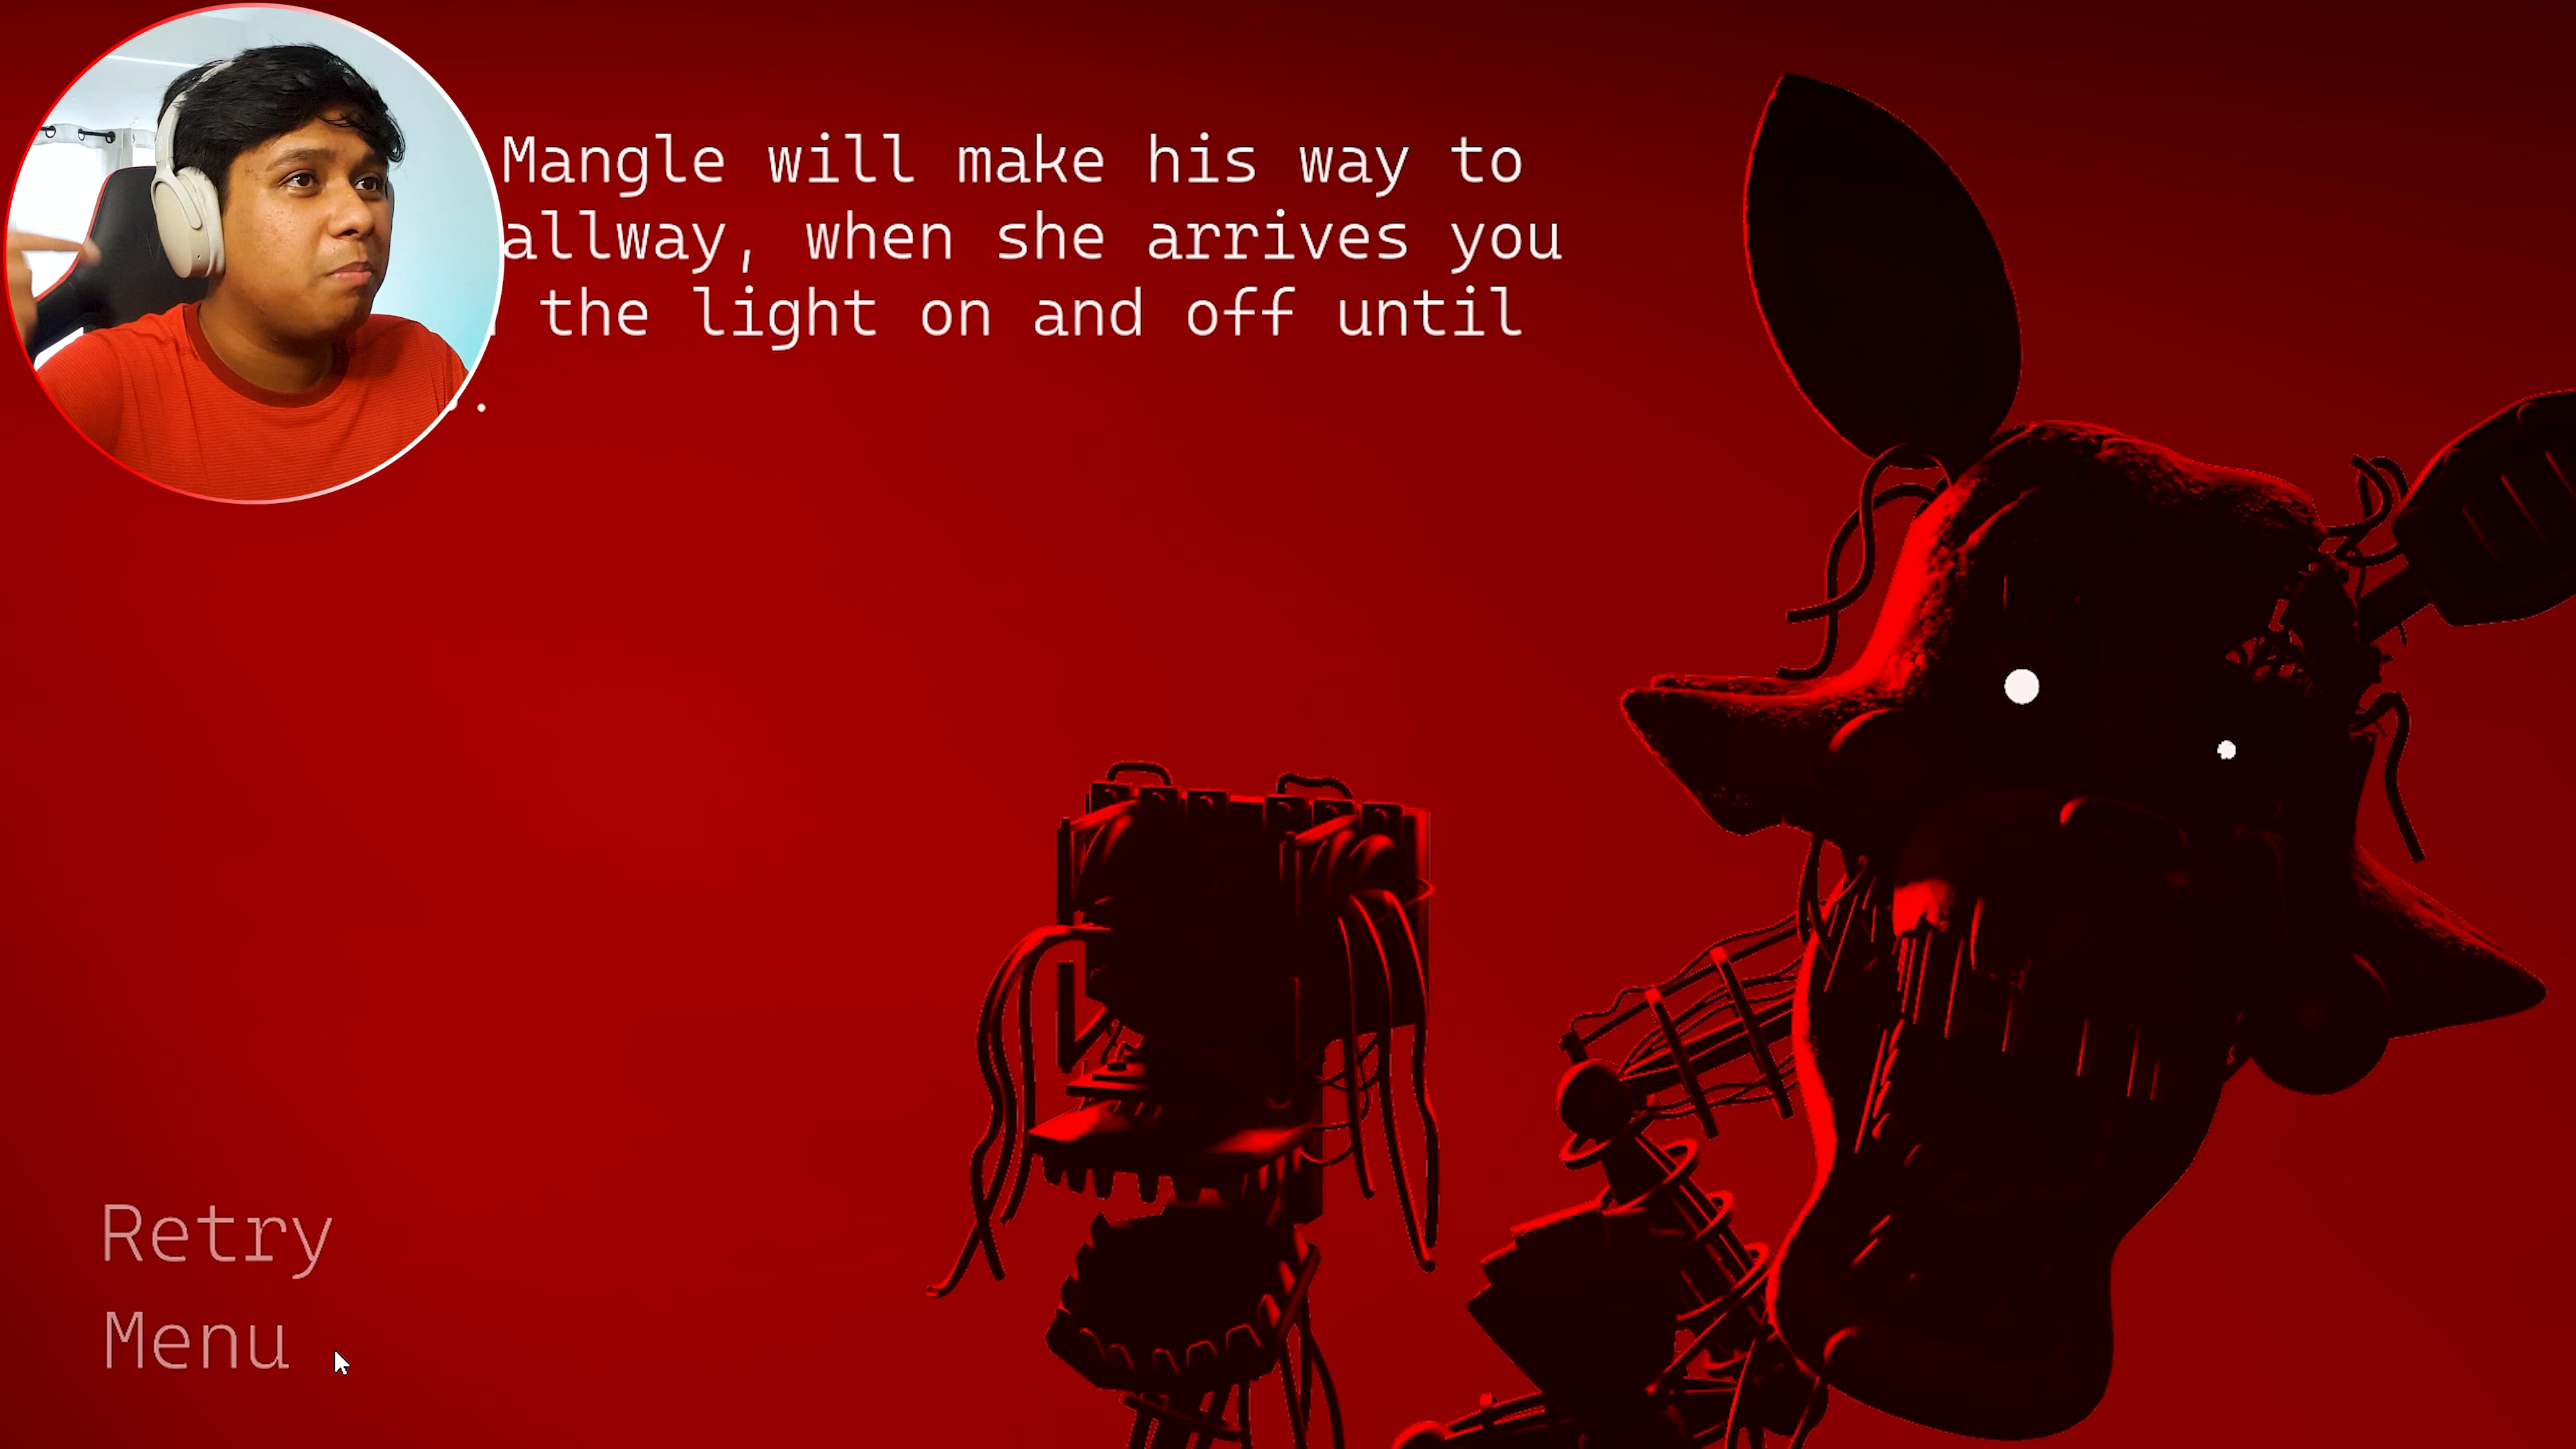 Mangle will make his way to
allway, when she arrives you
the light on and off until
Retry
Menu